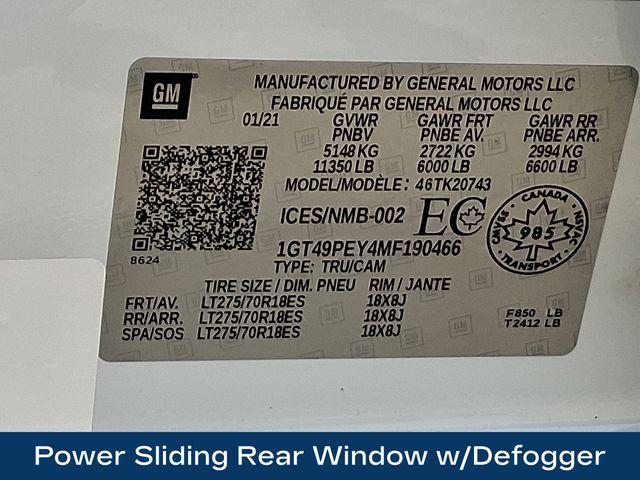 GM
MANUFACTURED BY GENERAL MOTORS LLC
FABRIQUÉ PAR GENERAL MOTORS LLC
01/21 GVWR GAWR FRT GAWR RR
PNBV PNBE AV. PNBE ARR.
5148 KG 2722 KG 2994 KG
11350 LB 6000 LB 6600 LB
MODEL/MODÈLE: 46TK20743
ICES/NMB-002 EC
CANADA
985
TRANSPORT
CMVSS NSVAC
8624
1GT49PEY4MF190466
TYPE: TRU/CAM
TIRE SIZE / DIM. PNEU RIM / JANTE
FRT/AV. LT275/70R18ES 18X8J
RR/ARR. LT275/70R18ES 18X8J
SPA/SOS LT275/70R18ES 18X8J
F850 LB
T2412 LB
Power Sliding Rear Window w/Defogger